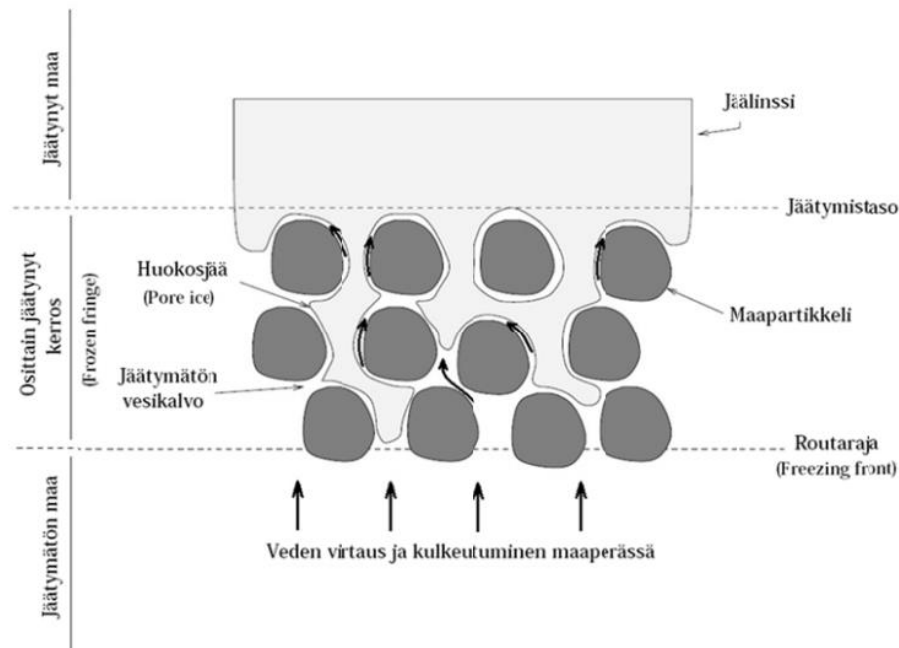 Jäätynyt maa
Jäälinssi
Jäätymistaso
Osittain jäätynyt
kerros
(Frozen fringe)
Huokosjää
(Pore ice)
Maapartikkeli
Jäätymätön
vesikalvo
Routaraja
(Freezing front)
Jäätymätön maa
Veden virtaus ja kulkeutuminen maaperässä